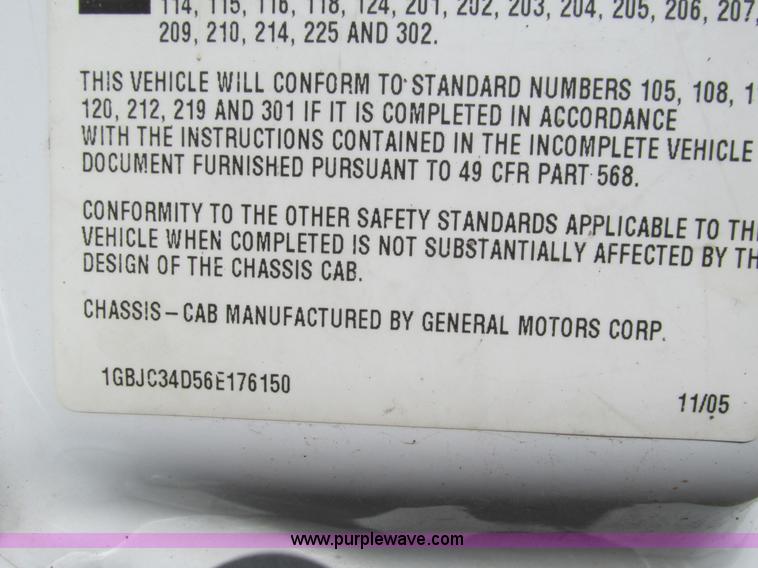 114, 115, 116, 118, 124, 201, 202, 203, 204, 205, 206, 207,
209, 210, 214, 225 AND 302.
THIS VEHICLE WILL CONFORM TO STANDARD NUMBERS 105, 108, 1
120, 212, 219 AND 301 IF IT IS COMPLETED IN ACCORDANCE
WITH THE INSTRUCTIONS CONTAINED IN THE INCOMPLETE VEHICLE
DOCUMENT FURNISHED PURSUANT TO 49 CFR PART 568.
CONFORMITY TO THE OTHER SAFETY STANDARDS APPLICABLE TO TH
VEHICLE WHEN COMPLETED IS NOT SUBSTANTIALLY AFFECTED BY TH
DESIGN OF THE CHASSIS CAB.
CHASSIS-CAB MANUFACTURED BY GENERAL MOTORS CORP.
1GBJC34D56E176150
11/05
www.purplewave.com